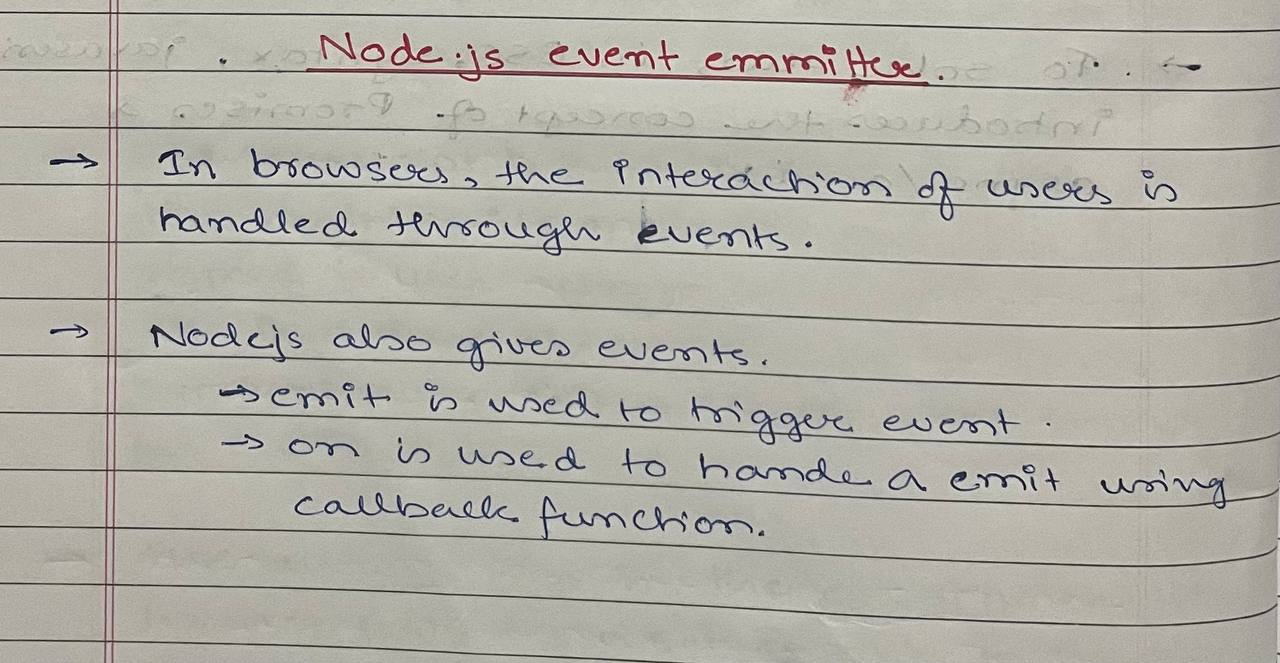 Node.js event emmitter.
→ In browsers, the interaction of users is
handled through events.
→ Nodejs also gives events.
→ emit is used to trigger event.
→ on is used to hande a emit using
callback function.